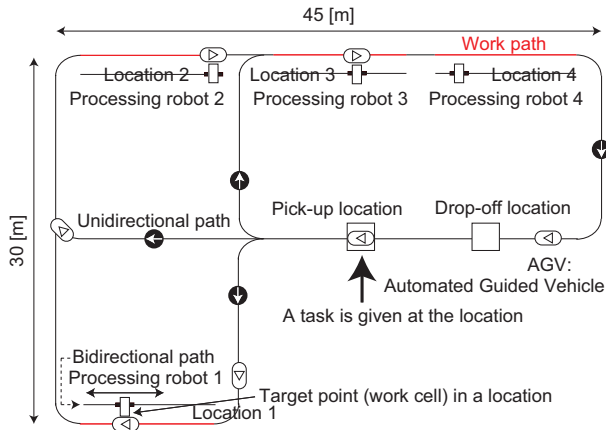 45 [m]
Work path
Location 2
Location 3
Location 4
Processing robot 2
Processing robot 3
Processing robot 4
30 [m]
Unidirectional path
Pick-up location
Drop-off location
AGV:
Automated Guided Vehicle
A task is given at the location
Bidirectional path
Processing robot 1
Target point (work cell) in a location
Location 1